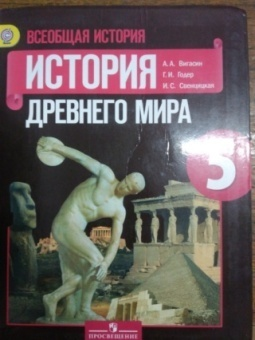 ВСЕОБЩАЯ ИСТОРИЯ
ИСТОРИЯ
ДРЕВНЕГО МИРА
А. А. Вигасин
Г. И. Годер
И. С. Свенцицкая
5
ПРОСВЕЩЕНИЕ